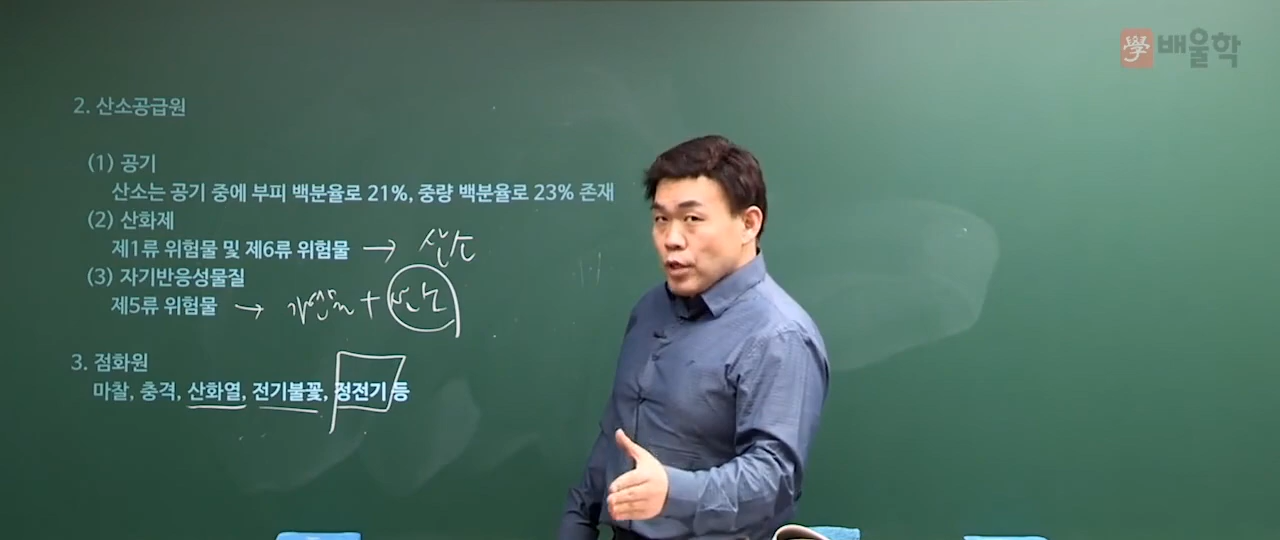 學 배울학
2. 산소공급원
(1) 공기
산소는 공기 중에 부피 백분율로 21%, 중량 백분율로 23% 존재
(2) 산화제
제1류 위험물 및 제6류 위험물 → 산소
(3) 자기반응성물질
제5류 위험물 → 가연물 + 산소
3. 점화원
마찰, 충격, 산화열, 전기불꽃, 정전기 등